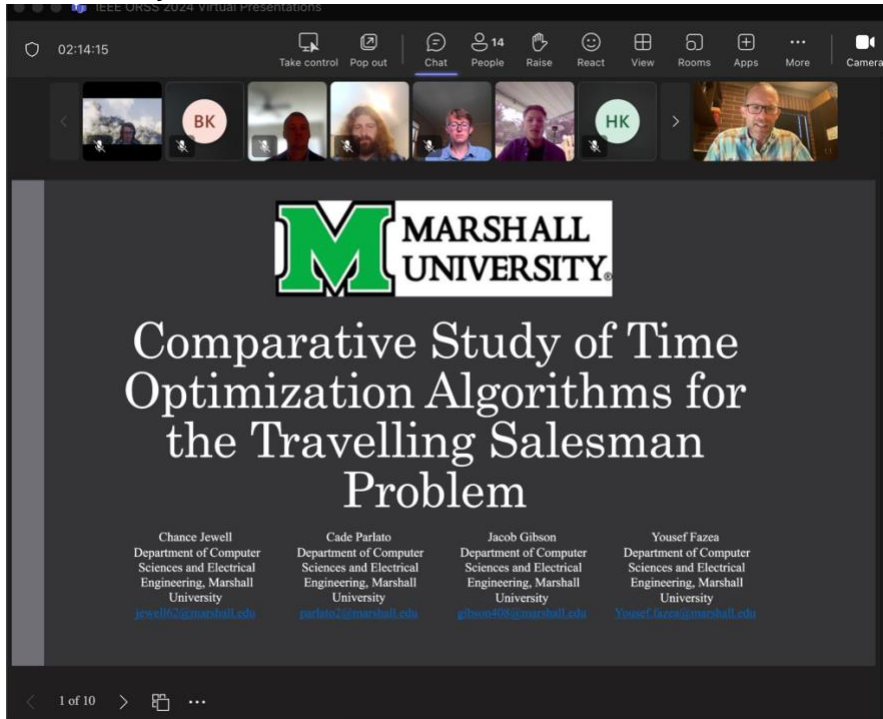 IEEE ORSS 2024 Virtual Presentations
02:14:15
Take control
Pop out
Chat
14
People
Raise
React
View
Rooms
Apps
More
Camera
BK
HK
MARSHALL
UNIVERSITY®
Comparative Study of Time
Optimization Algorithms for
the Travelling Salesman
Problem
Chance Jewell
Department of Computer
Sciences and Electrical
Engineering, Marshall
University
jewell62@marshall.edu
Cade Parlato
Department of Computer
Sciences and Electrical
Engineering, Marshall
University
parlato2@marshall.edu
Jacob Gibson
Department of Computer
Sciences and Electrical
Engineering, Marshall
University
gibson408@marshall.edu
Yousef Fazea
Department of Computer
Sciences and Electrical
Engineering, Marshall
University
Yousef.fazea@marshall.edu
1 of 10